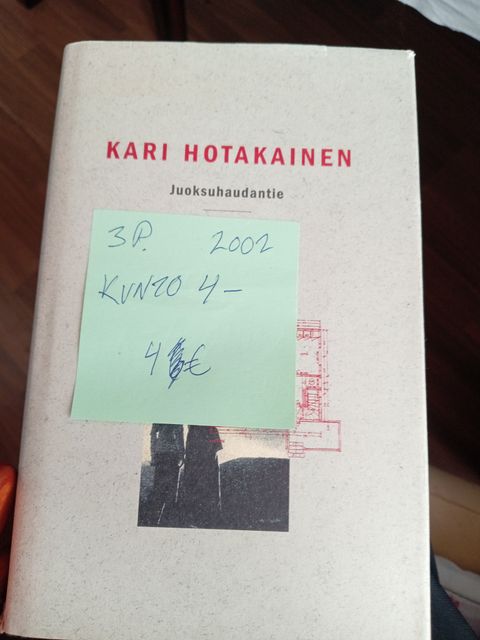 KARI HOTAKAINEN
Juoksuhaudantie
3P. 2002
KUNTO 4-
4 €